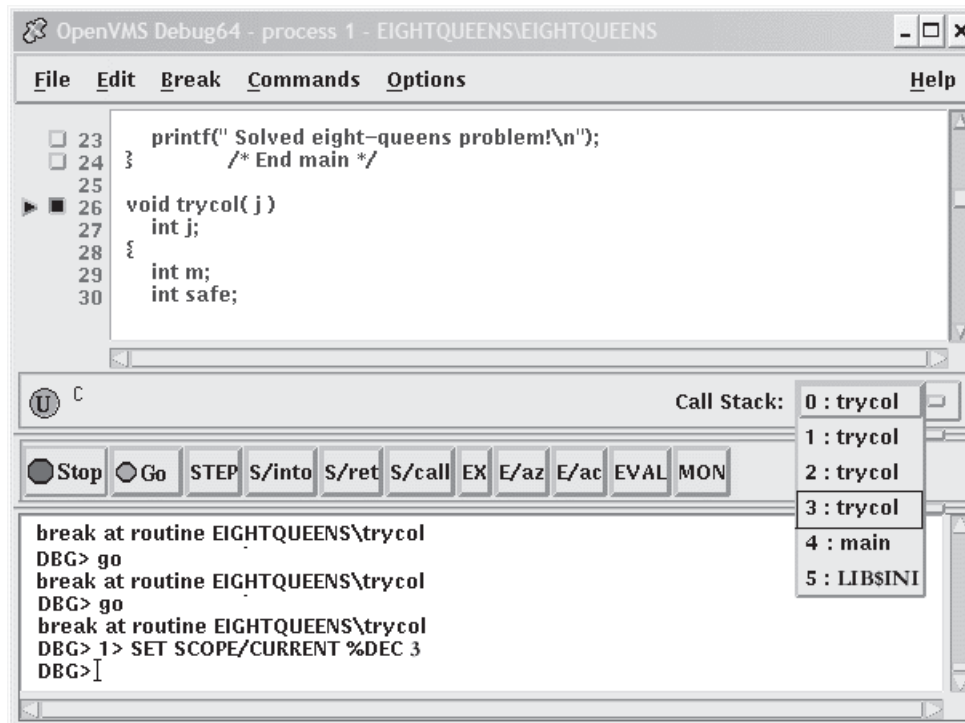 OpenVMS Debug64 - process 1 - EIGHTQUEENS\EIGHTQUEENS
File Edit Break Commands Options Help
23 printf(" Solved eight-queens problem!\n");
24 } /* End main */
25
26 void trycol( j )
27 int j;
28 {
29 int m;
30 int safe;
U C Call Stack: 0 : trycol
1 : trycol
2 : trycol
3 : trycol
4 : main
5 : LIB$INI
Stop Go STEP S/into S/ret S/call EX E/az E/ac EVAL MON
break at routine EIGHTQUEENS\trycol
DBG> go
break at routine EIGHTQUEENS\trycol
DBG> go
break at routine EIGHTQUEENS\trycol
DBG> 1> SET SCOPE/CURRENT %DEC 3
DBG>